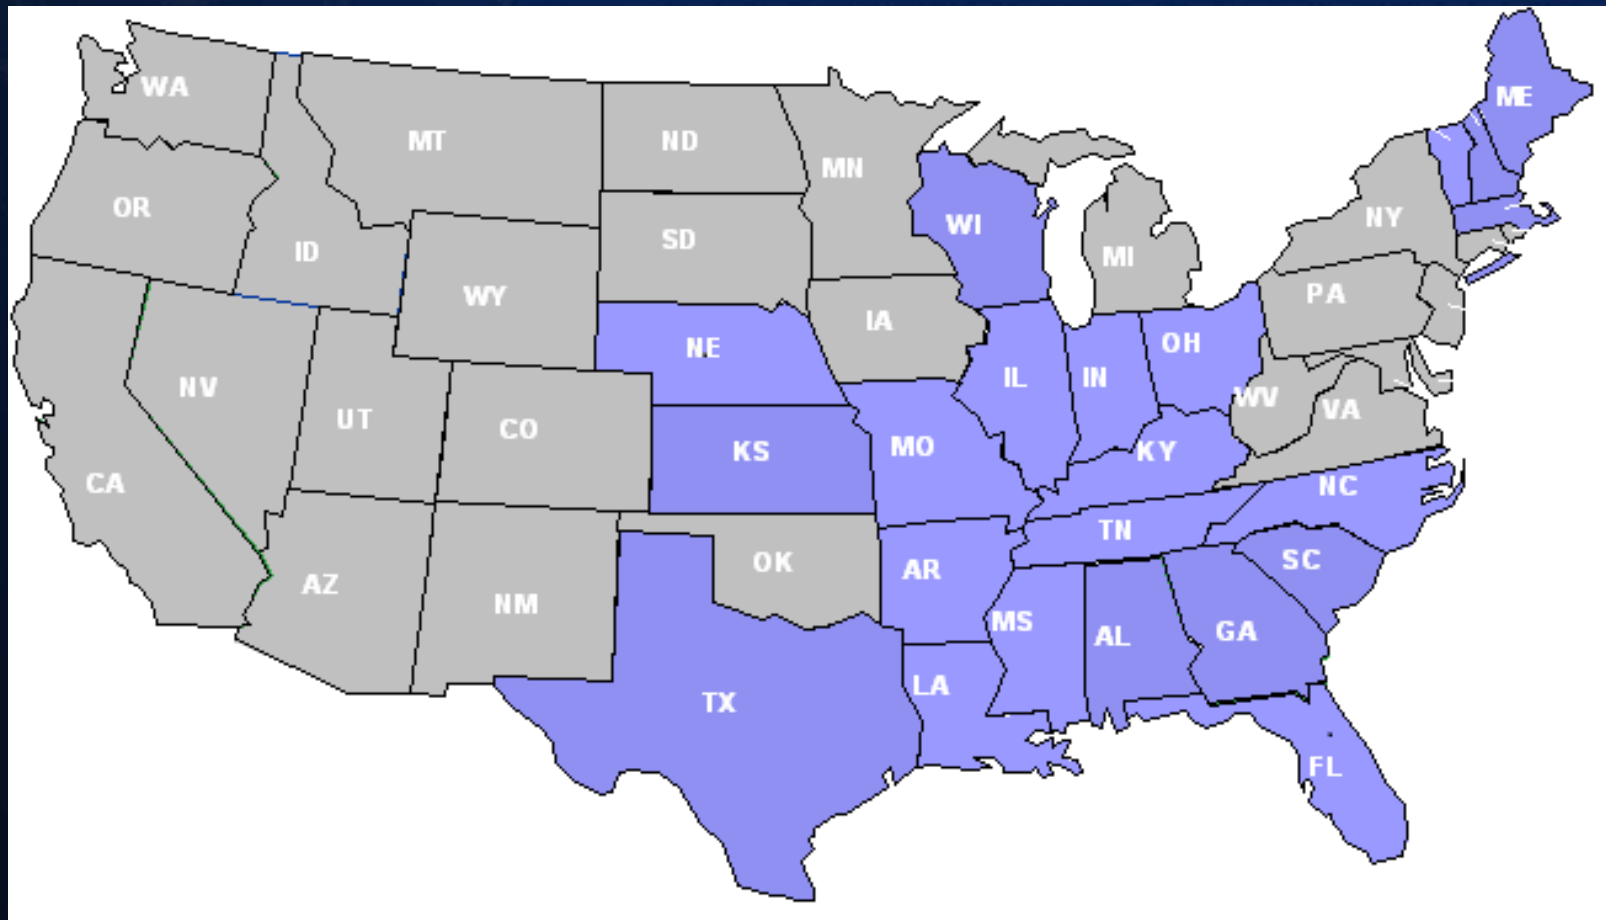 WA
MT
ND
MN
ME
OR
ID
SD
WI
MI
NY
WY
IA
PA
NE
OH
NV
UT
CO
IL
IN
WV
VA
CA
KS
MO
KY
NC
AZ
NM
OK
AR
TN
SC
MS
AL
GA
TX
LA
FL